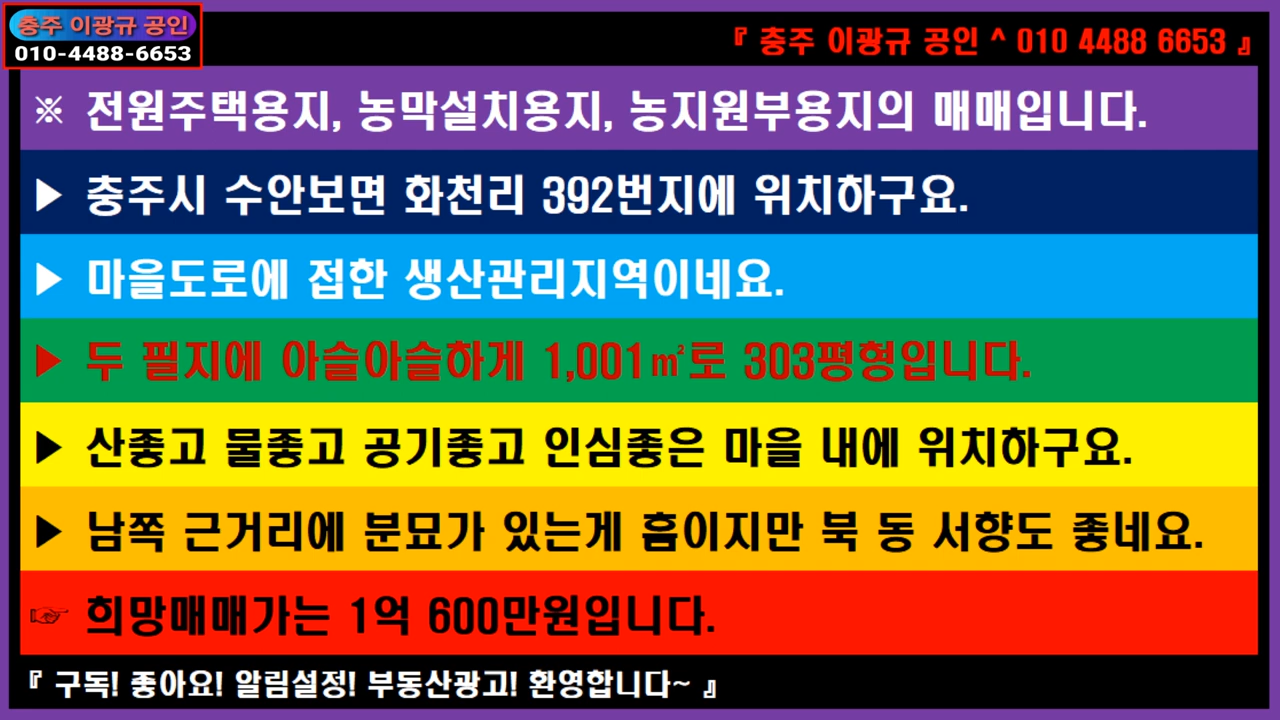 충주 이광규 공인
010-4488-6653
『 충주 이광규 공인 ^ 010 4488 6653 』
※ 전원주택용지, 농막설치용지, 농지원부용지의 매매입니다.
▶ 충주시 수안보면 화천리 392번지에 위치하구요.
▶ 마을도로에 접한 생산관리지역이네요.
▶ 두 필지에 아슬아슬하게 1,001㎡로 303평형입니다.
▶ 산좋고 물좋고 공기좋고 인심좋은 마을 내에 위치하구요.
▶ 남쪽 근거리에 분묘가 있는게 흠이지만 북 동 서향도 좋네요.
☞ 희망매매가는 1억 600만원입니다.
『 구독! 좋아요! 알림설정! 부동산광고! 환영합니다~ 』